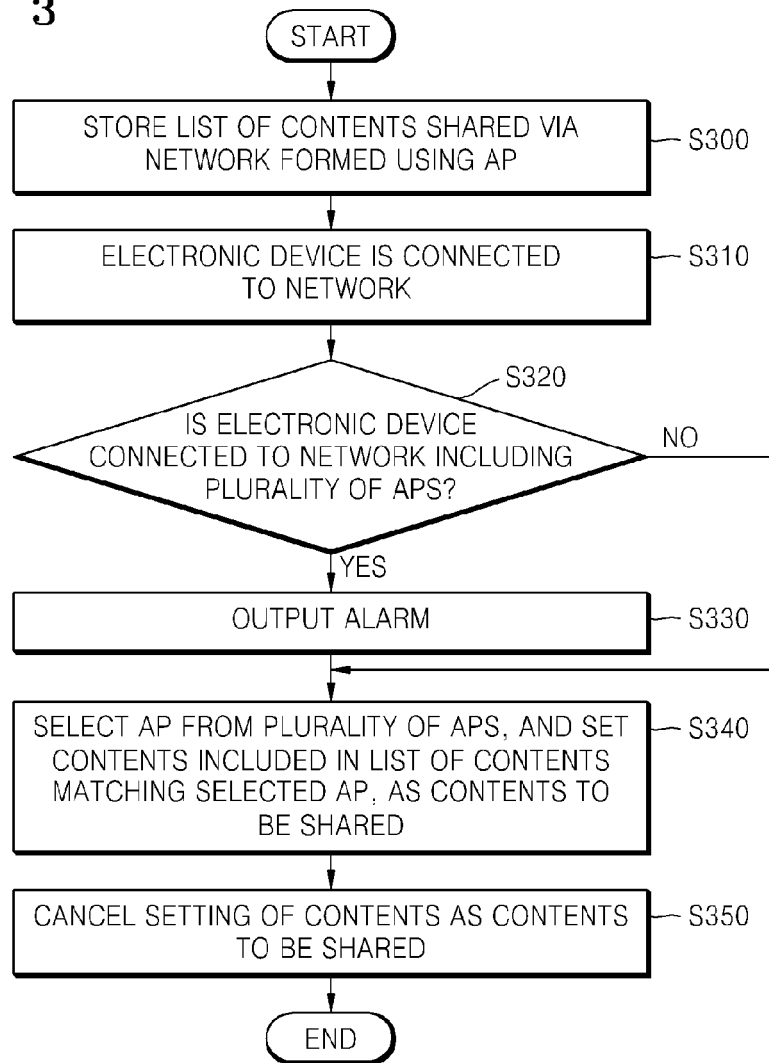 3
START
STORE LIST OF CONTENTS SHARED VIA
NETWORK FORMED USING AP
S300
ELECTRONIC DEVICE IS CONNECTED
TO NETWORK
S310
S320
IS ELECTRONIC DEVICE
CONNECTED TO NETWORK INCLUDING
PLURALITY OF APS?
NO
YES
OUTPUT ALARM
S330
SELECT AP FROM PLURALITY OF APS, AND SET
CONTENTS INCLUDED IN LIST OF CONTENTS
MATCHING SELECTED AP, AS CONTENTS TO
BE SHARED
S340
CANCEL SETTING OF CONTENTS AS CONTENTS
TO BE SHARED
S350
END